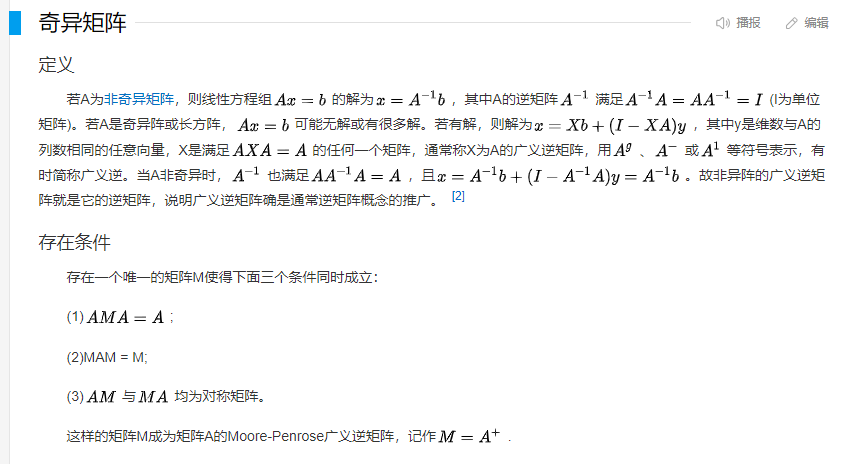 奇异矩阵 播报 编辑
定义
若A为非奇异矩阵，则线性方程组 Ax = b 的解为 x = A⁻¹b ，其中A的逆矩阵 A⁻¹ 满足 A⁻¹A = AA⁻¹ = I (I为单位
矩阵)。若A是奇异阵或长方阵， Ax = b 可能无解或有很多解。若有解，则解为 x = Xb + (I − XA)y ，其中y是维数与A的
列数相同的任意向量，X是满足 AXA = A 的任何一个矩阵，通常称X为A的广义逆矩阵，用 Aᵍ 、 A⁻ 或 A¹ 等符号表示，有
时简称广义逆。当A非奇异时， A⁻¹ 也满足 AA⁻¹A = A ，且 x = A⁻¹b + (I − A⁻¹A)y = A⁻¹b 。故非异阵的广义逆矩
阵就是它的逆矩阵，说明广义逆矩阵确是通常逆矩阵概念的推广。 [2]
存在条件
存在一个唯一的矩阵M使得下面三个条件同时成立：
(1) AMA = A ；
(2)MAM = M;
(3) AM 与 MA 均为对称矩阵。
这样的矩阵M成为矩阵A的Moore-Penrose广义逆矩阵，记作 M = A⁺ .